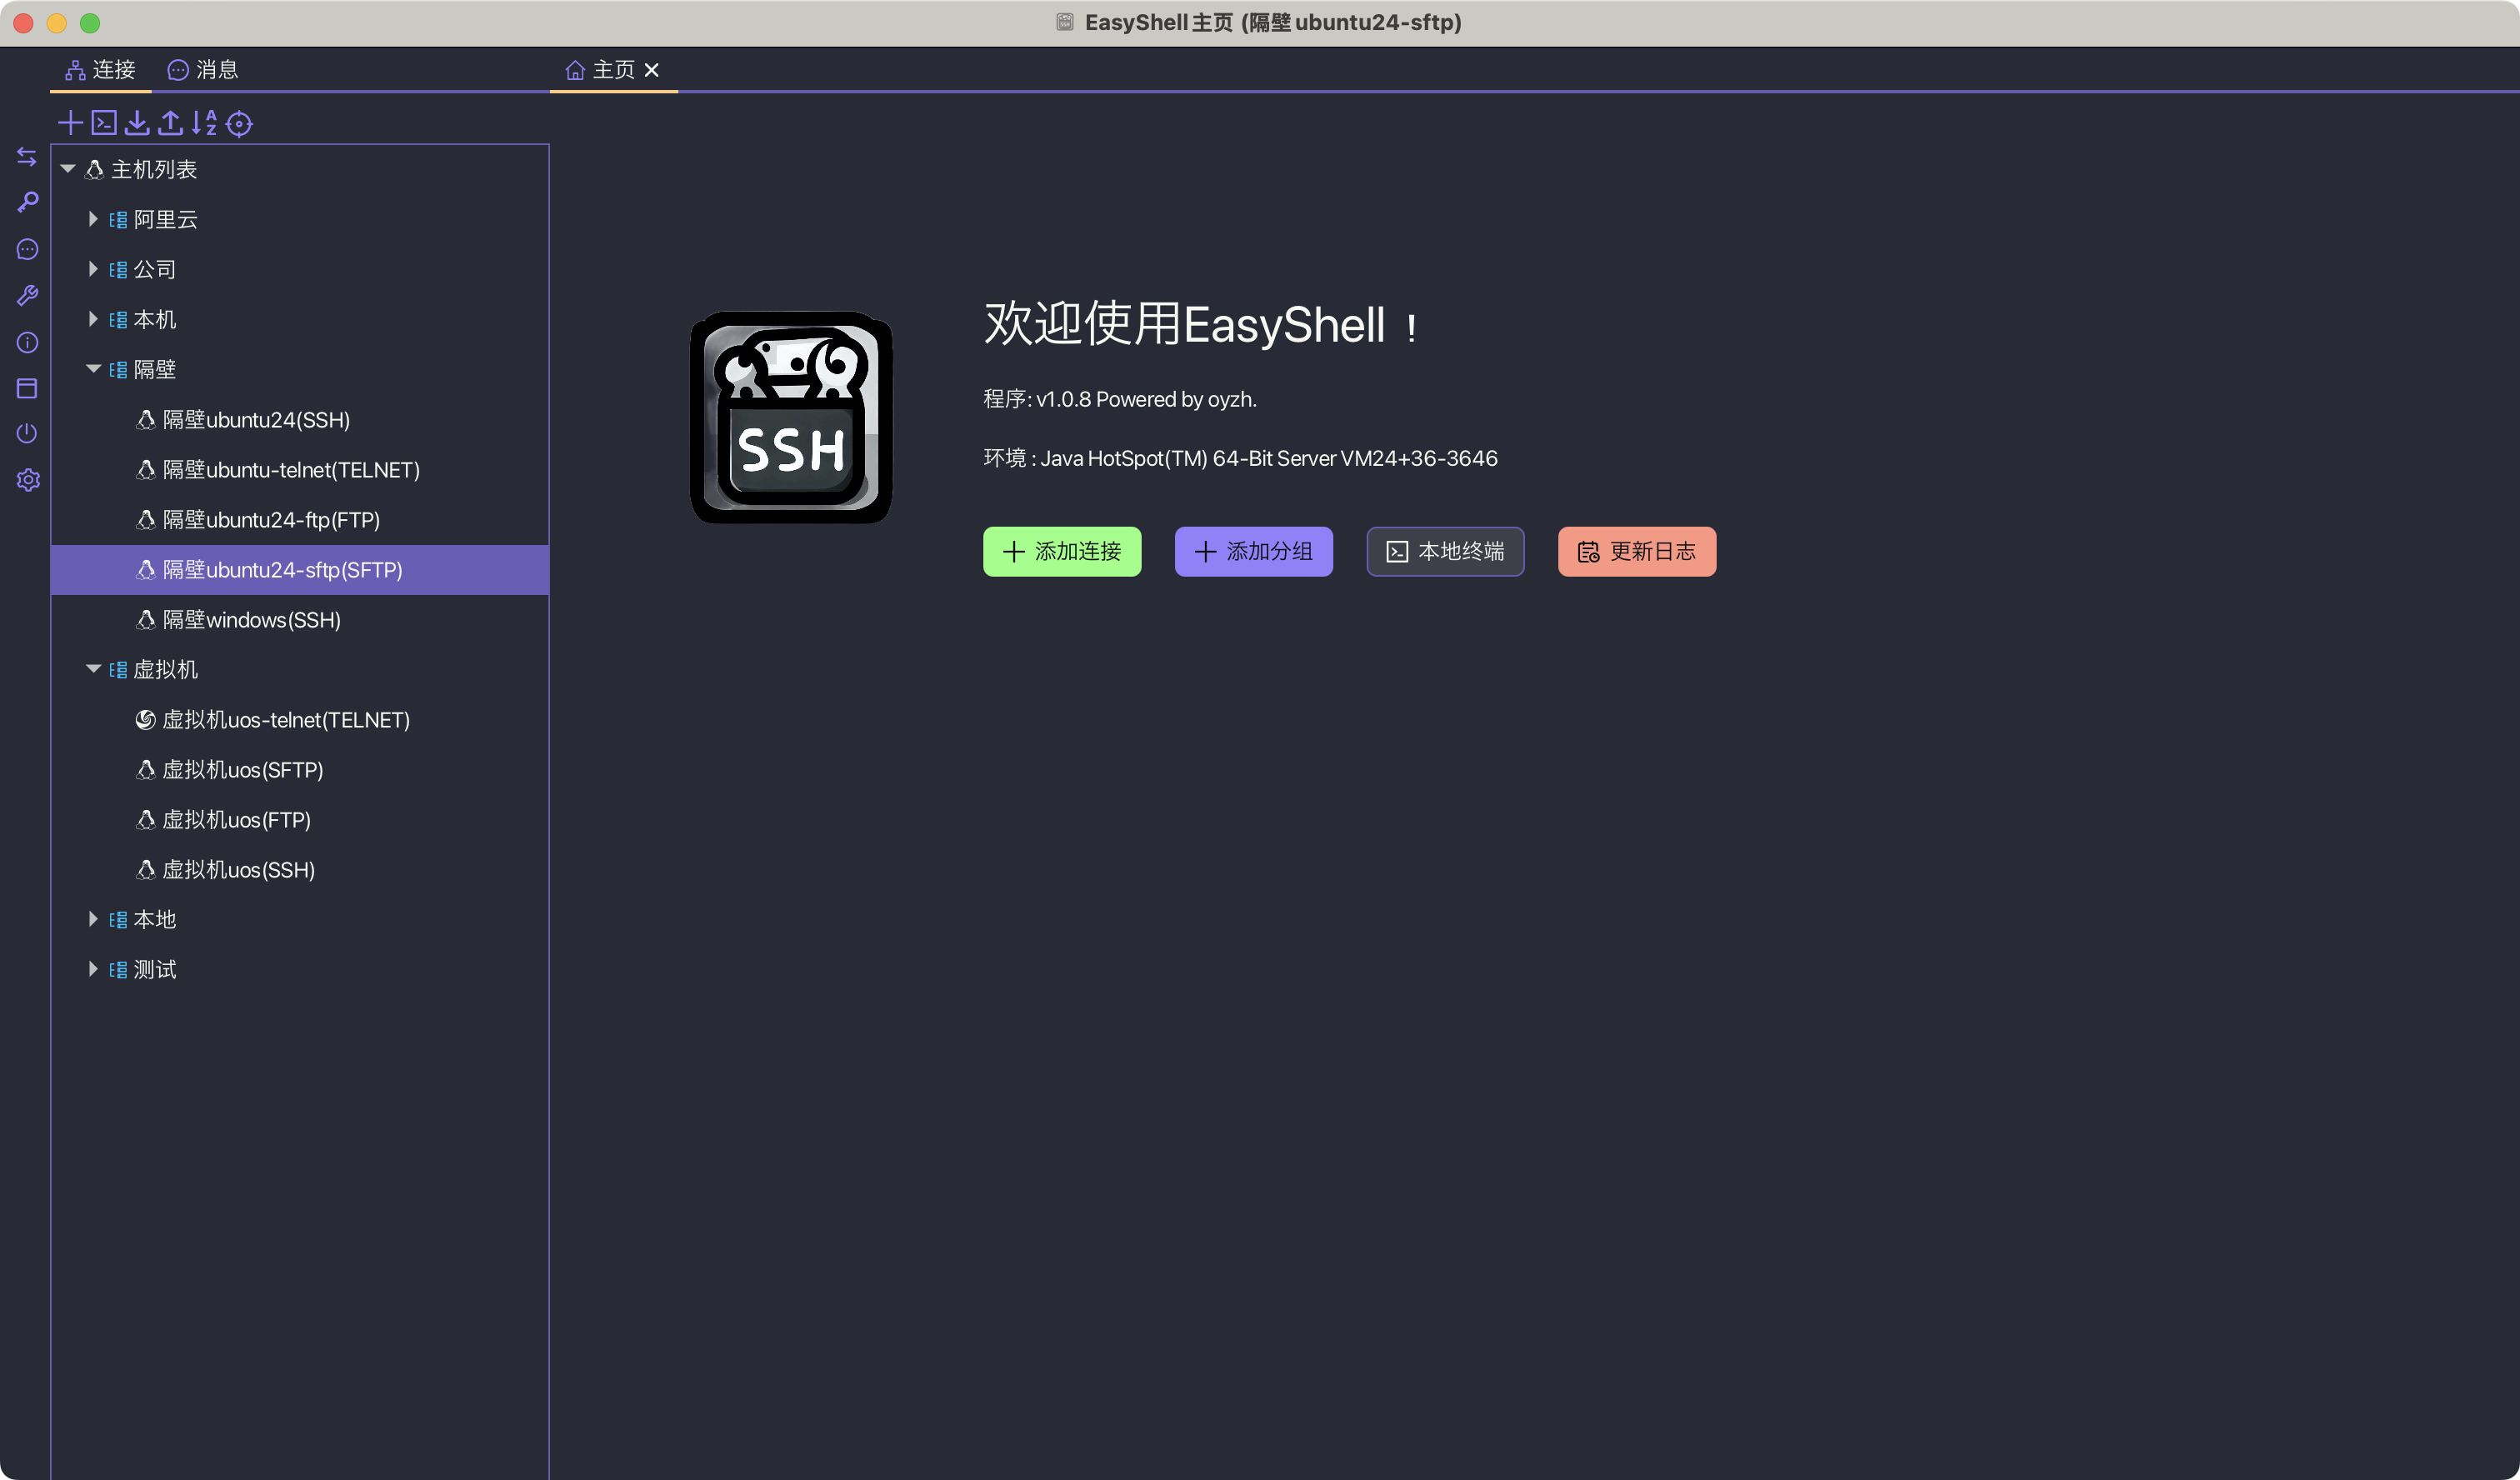 EasyShell主页 (隔壁ubuntu24-sftp)
连接 消息 主页
主机列表
阿里云
公司
本机
隔壁
隔壁ubuntu24(SSH)
隔壁ubuntu-telnet(TELNET)
隔壁ubuntu24-ftp(FTP)
隔壁ubuntu24-sftp(SFTP)
隔壁windows(SSH)
虚拟机
虚拟机uos-telnet(TELNET)
虚拟机uos(SFTP)
虚拟机uos(FTP)
虚拟机uos(SSH)
本地
测试
SSH
欢迎使用EasyShell！
程序: v1.0.8 Powered by oyzh.
环境 : Java HotSpot(TM) 64-Bit Server VM24+36-3646
添加连接 添加分组 本地终端 更新日志